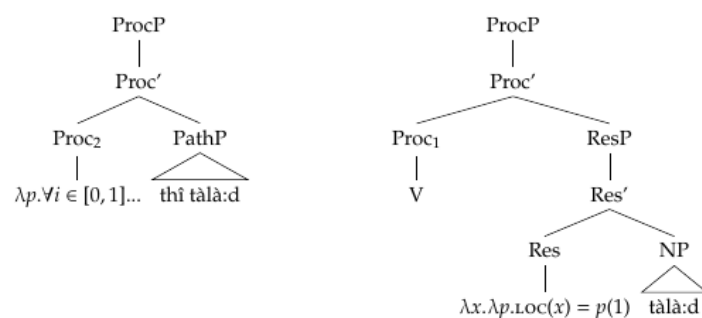 ProcP
Proc′
Proc₂ PathP
λp.∀i ∈ [0, 1]... thî tàlà:d
ProcP
Proc′
Proc₁ ResP
V Res′
Res NP
λx.λp.ʟᴏᴄ(x) = p(1) tàlà:d